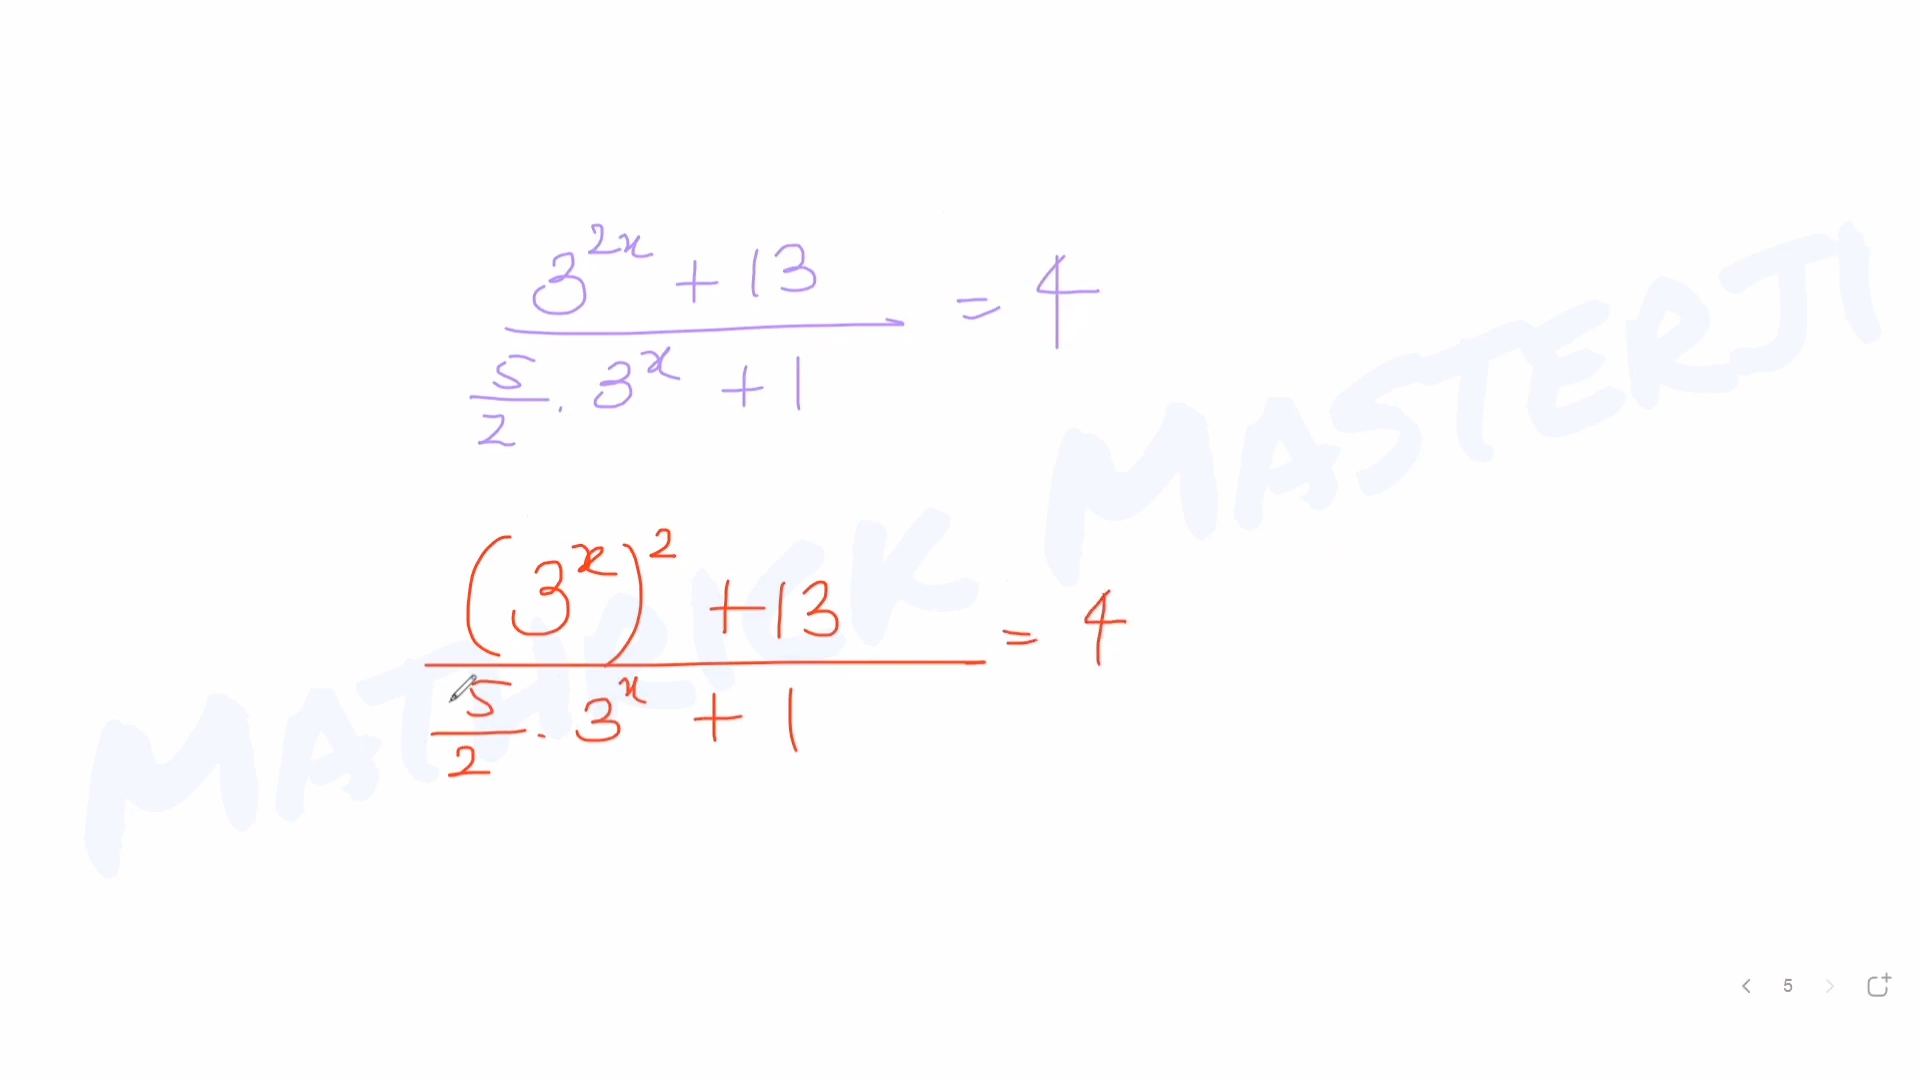 3^{2x} + 13
――― = 4
5/2 . 3^x + 1
(3^x)^2 + 13
――― = 4
5/2 . 3^x + 1
MATHRICK MASTERJI
5